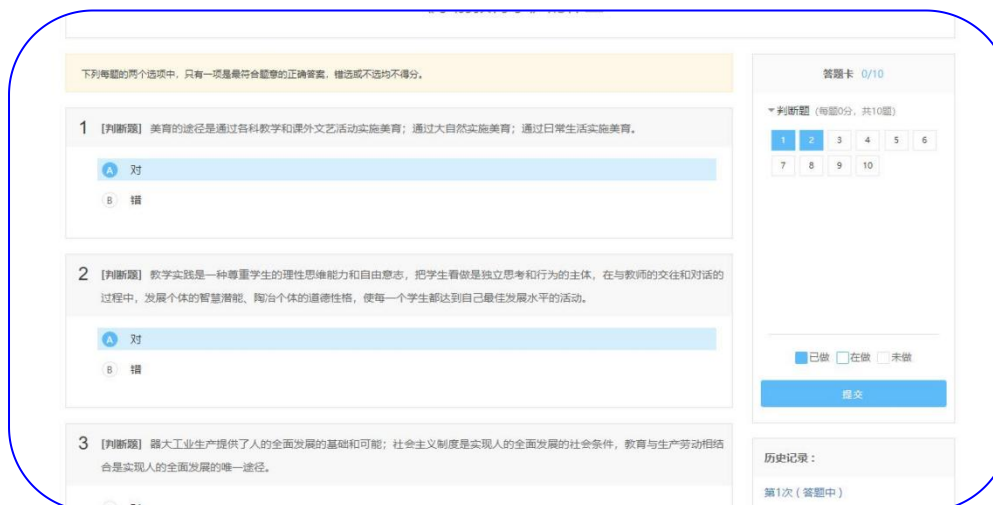 下列每题的两个选项中，只有一项是最符合题意的正确答案，错选或不选均不得分。
1 [判断题] 美育的途径是通过各科教学和课外文艺活动实施美育；通过大自然实施美育；通过日常生活实施美育。
A 对
B 错
2 [判断题] 教学实践是一种尊重学生的理性思维能力和自由意志，把学生看做是独立思考和行为的主体，在与教师的交往和对话的
过程中，发展个体的智慧潜能、陶冶个体的道德性格，使每一个学生都达到自己最佳发展水平的活动。
A 对
B 错
3 [判断题] 器大工业生产提供了人的全面发展的基础和可能；社会主义制度是实现人的全面发展的社会条件，教育与生产劳动相结
合是实现人的全面发展的唯一途径。
答题卡 0/10
判断题 (每题0分，共10题)
1 2 3 4 5 6
7 8 9 10
已做 在做 未做
提交
历史记录：
第1次 ( 答题中 )